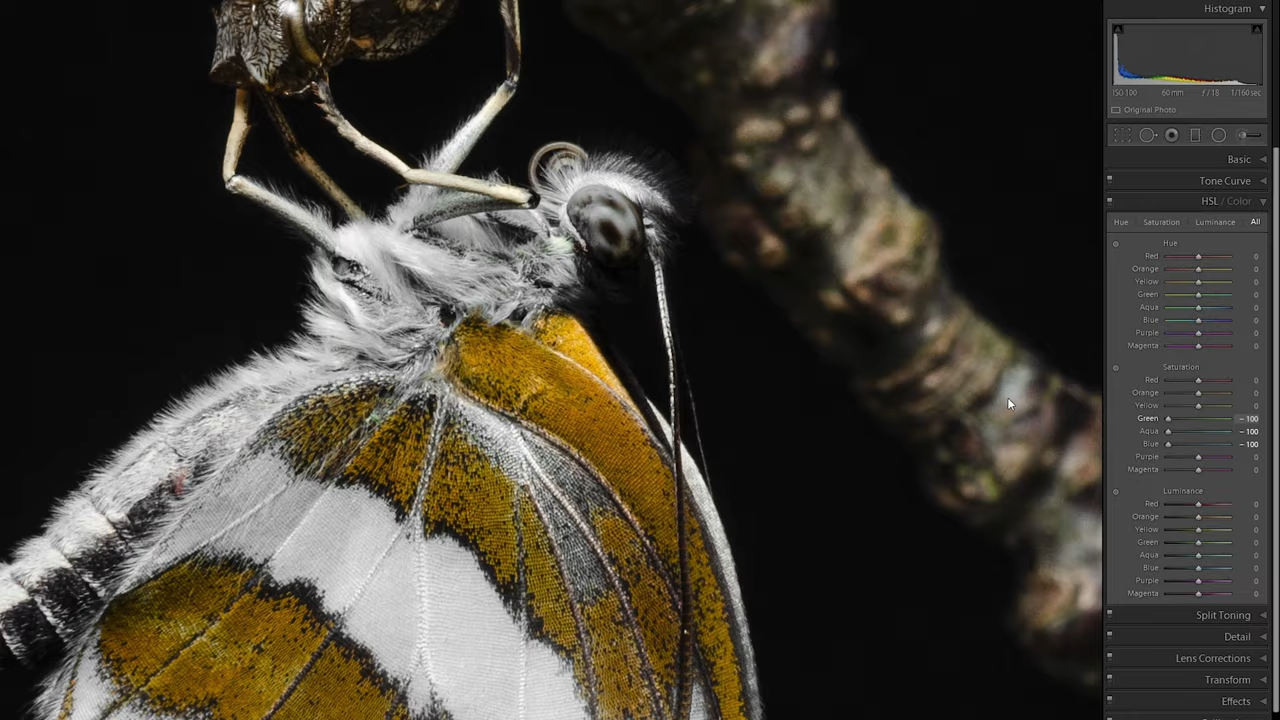 Histogram
ISO 100 60 mm ƒ / 18 1/160 sec
Original Photo
Basic
Tone Curve
HSL / Color
Hue Saturation Luminance All
Hue
Red 0
Orange 0
Yellow 0
Green 0
Aqua 0
Blue 0
Purple 0
Magenta 0
Saturation
Red 0
Orange 0
Yellow 0
Green – 100
Aqua – 100
Blue – 100
Purple 0
Magenta 0
Luminance
Red 0
Orange 0
Yellow 0
Green 0
Aqua 0
Blue 0
Purple 0
Magenta 0
Split Toning
Detail
Lens Corrections
Transform
Effects